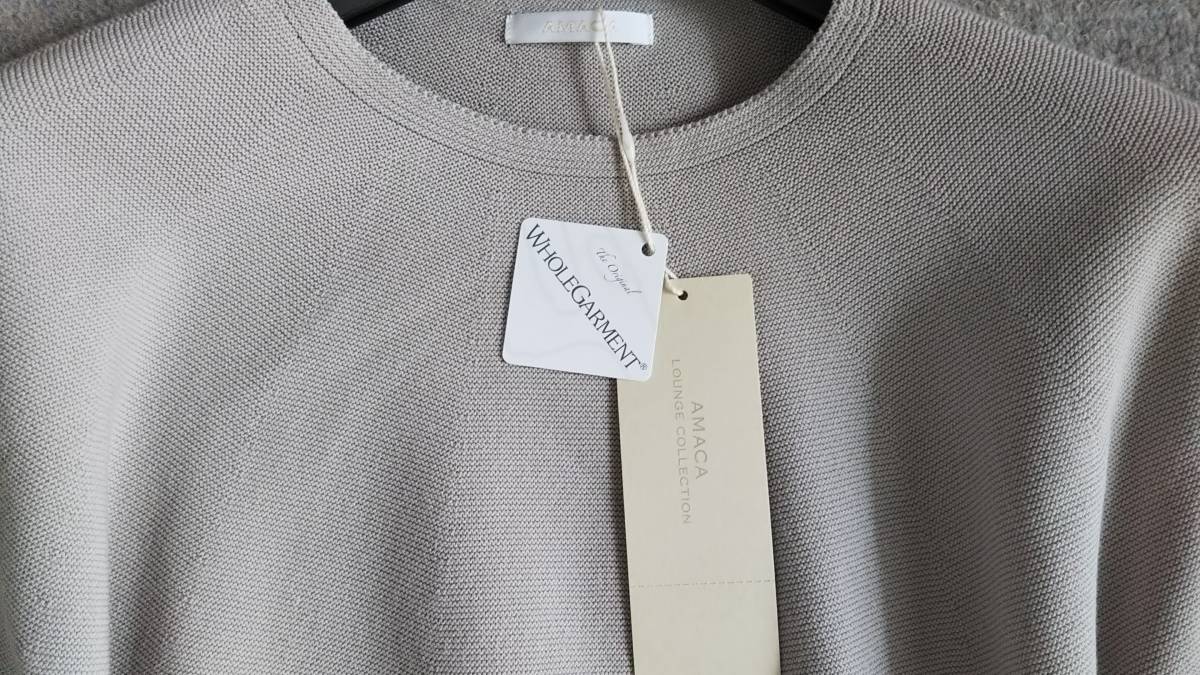 AMACA
The Original
WHOLEGARMENT®
AMACA
LOUNGE COLLECTION